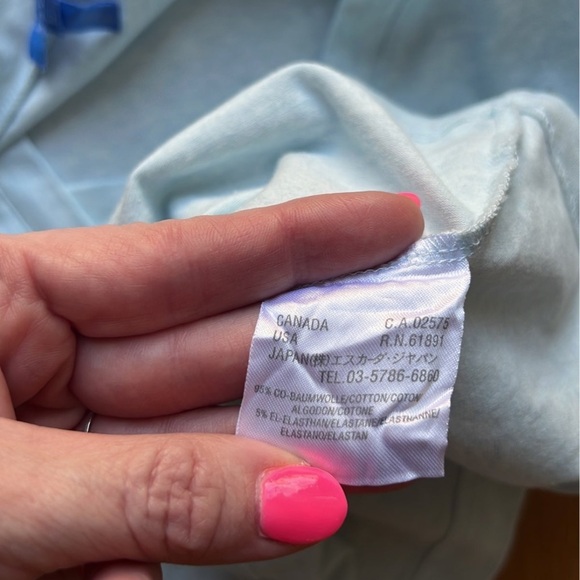 CANADA C.A.02575
USA R.N.61891
JAPAN(株)エスカーダ・ジャパン
TEL.03-5786-6860
95% CO-BAUMWOLLE/COTTON/COTON
ALGODON/COTONE
5% EL-ELASTHAN/ELASTANE/ELASTHANNE/
ELASTANO/ELASTAN